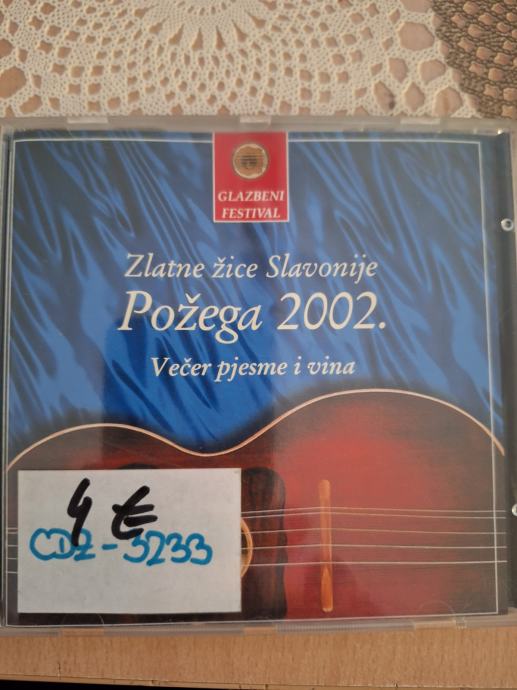 GLAZBENI
FESTIVAL
Zlatne žice Slavonije
Požega 2002.
Večer pjesme i vina
4 €
CDZ-3233